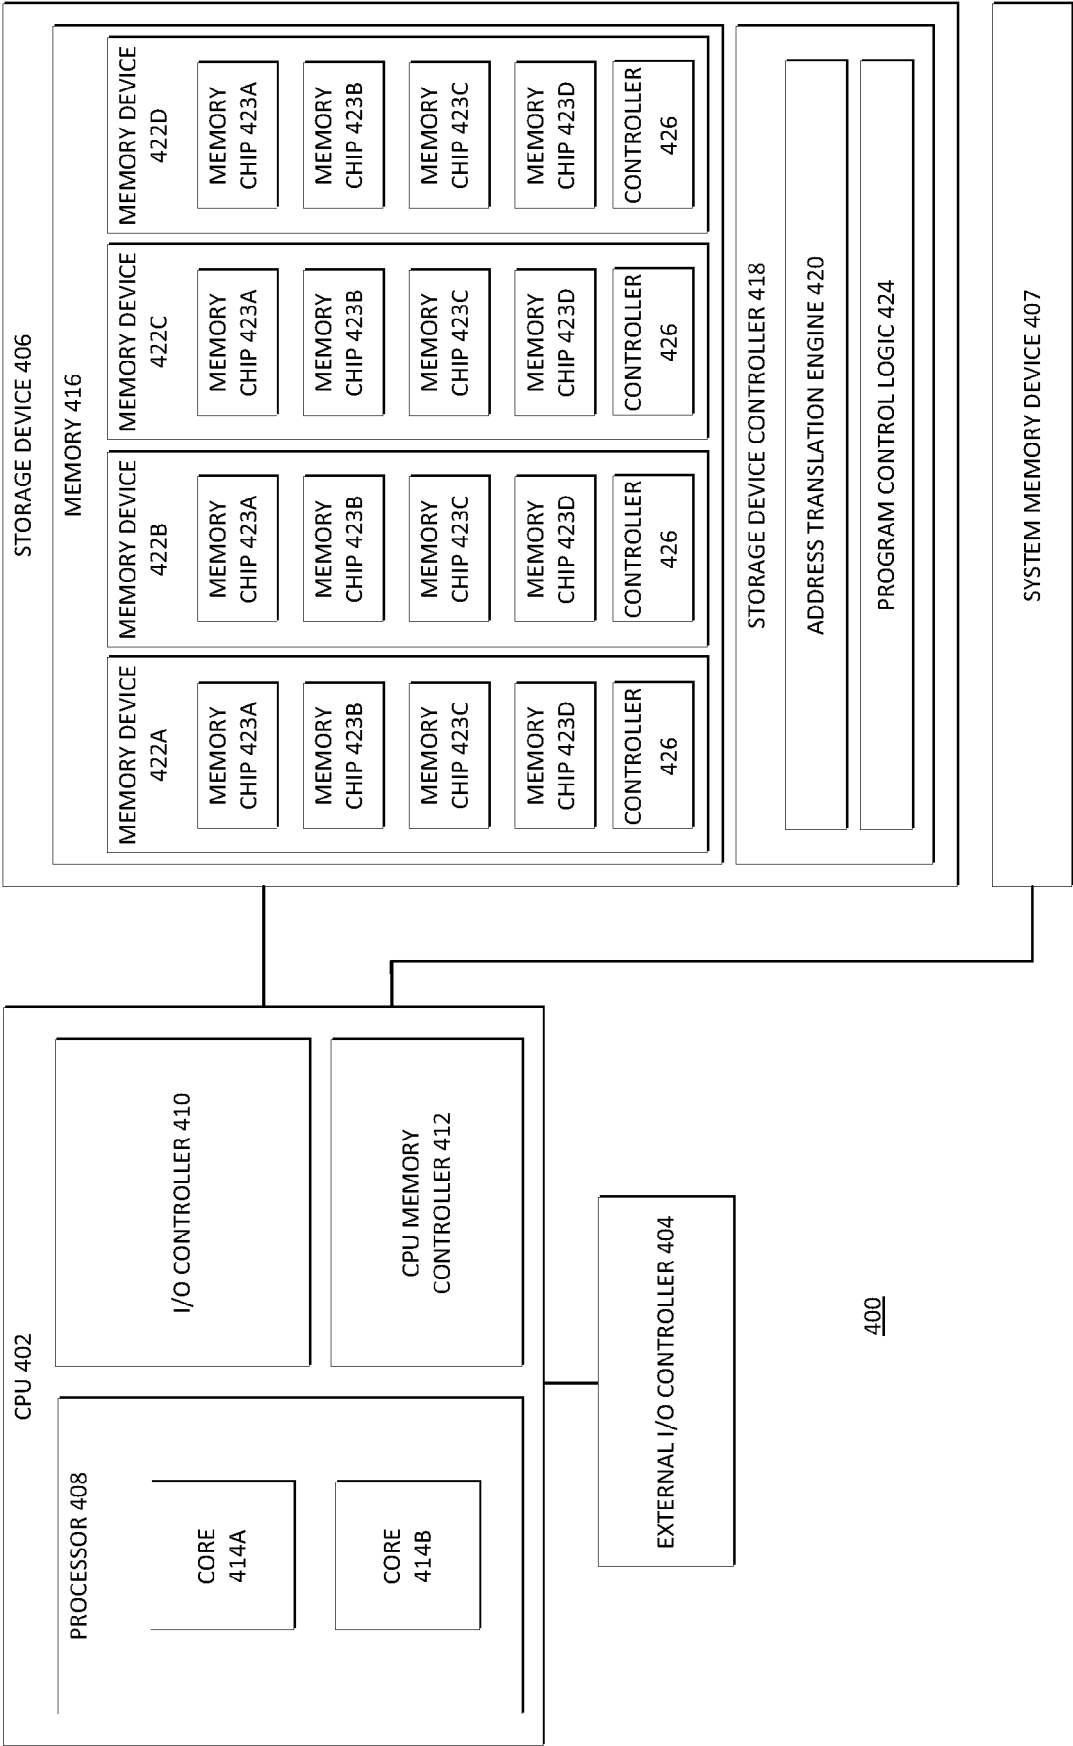 CPU 402
PROCESSOR 408
CORE
414A
CORE
414B
I/O CONTROLLER 410
CPU MEMORY
CONTROLLER 412
EXTERNAL I/O CONTROLLER 404
400
STORAGE DEVICE 406
MEMORY 416
MEMORY DEVICE
422A
MEMORY
CHIP 423A
MEMORY
CHIP 423B
MEMORY
CHIP 423C
MEMORY
CHIP 423D
CONTROLLER
426
MEMORY DEVICE
422B
MEMORY
CHIP 423A
MEMORY
CHIP 423B
MEMORY
CHIP 423C
MEMORY
CHIP 423D
CONTROLLER
426
MEMORY DEVICE
422C
MEMORY
CHIP 423A
MEMORY
CHIP 423B
MEMORY
CHIP 423C
MEMORY
CHIP 423D
CONTROLLER
426
MEMORY DEVICE
422D
MEMORY
CHIP 423A
MEMORY
CHIP 423B
MEMORY
CHIP 423C
MEMORY
CHIP 423D
CONTROLLER
426
STORAGE DEVICE CONTROLLER 418
ADDRESS TRANSLATION ENGINE 420
PROGRAM CONTROL LOGIC 424
SYSTEM MEMORY DEVICE 407